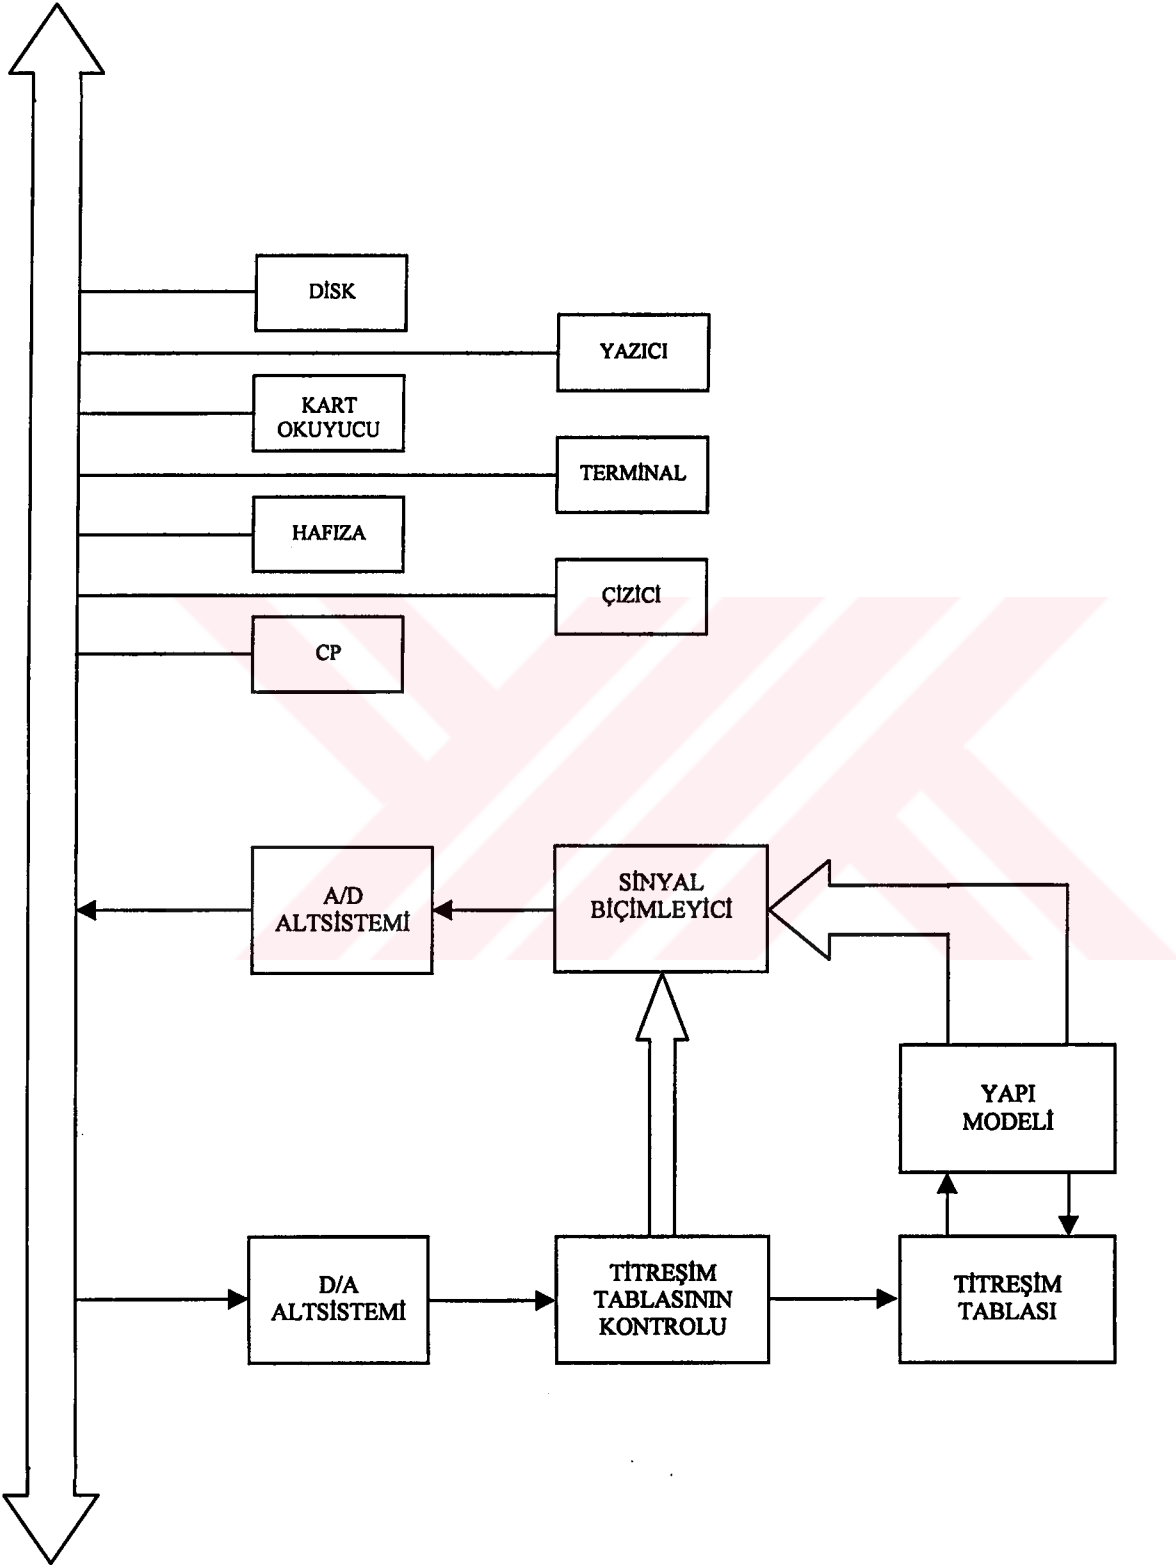 DİSK
YAZICI
KART
OKUYUCU
TERMİNAL
HAFIZA
ÇİZİCİ
CP
A/D
ALTSİSTEMİ
SİNYAL
BİÇİMLEYİCİ
YAPI
MODELİ
D/A
ALTSİSTEMİ
TİTREŞİM
TABLASININ
KONTROLU
TİTREŞİM
TABLASI